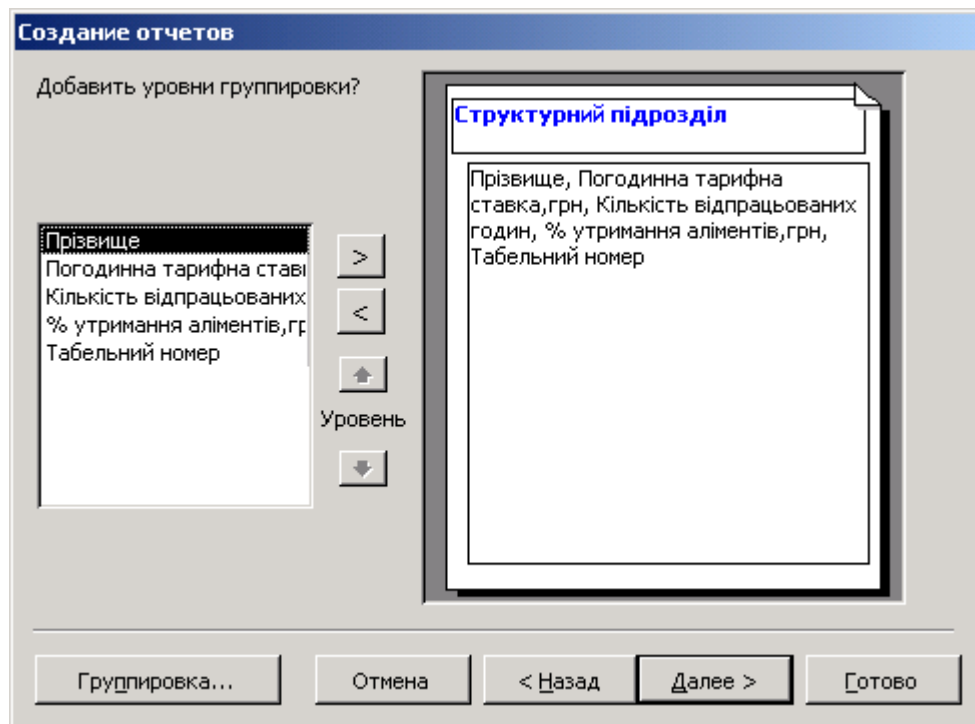 Создание отчетов
Добавить уровни группировки?
Прізвище
Погодинна тарифна ставі
Кількість відпрацьованих
% утримання аліментів,гр
Табельний номер
>
<
Уровень
Структурний підрозділ
Прізвище, Погодинна тарифна
ставка,грн, Кількість відпрацьованих
годин, % утримання аліментів,грн,
Табельний номер
Группировка...
Отмена
< Назад
Далее >
Готово